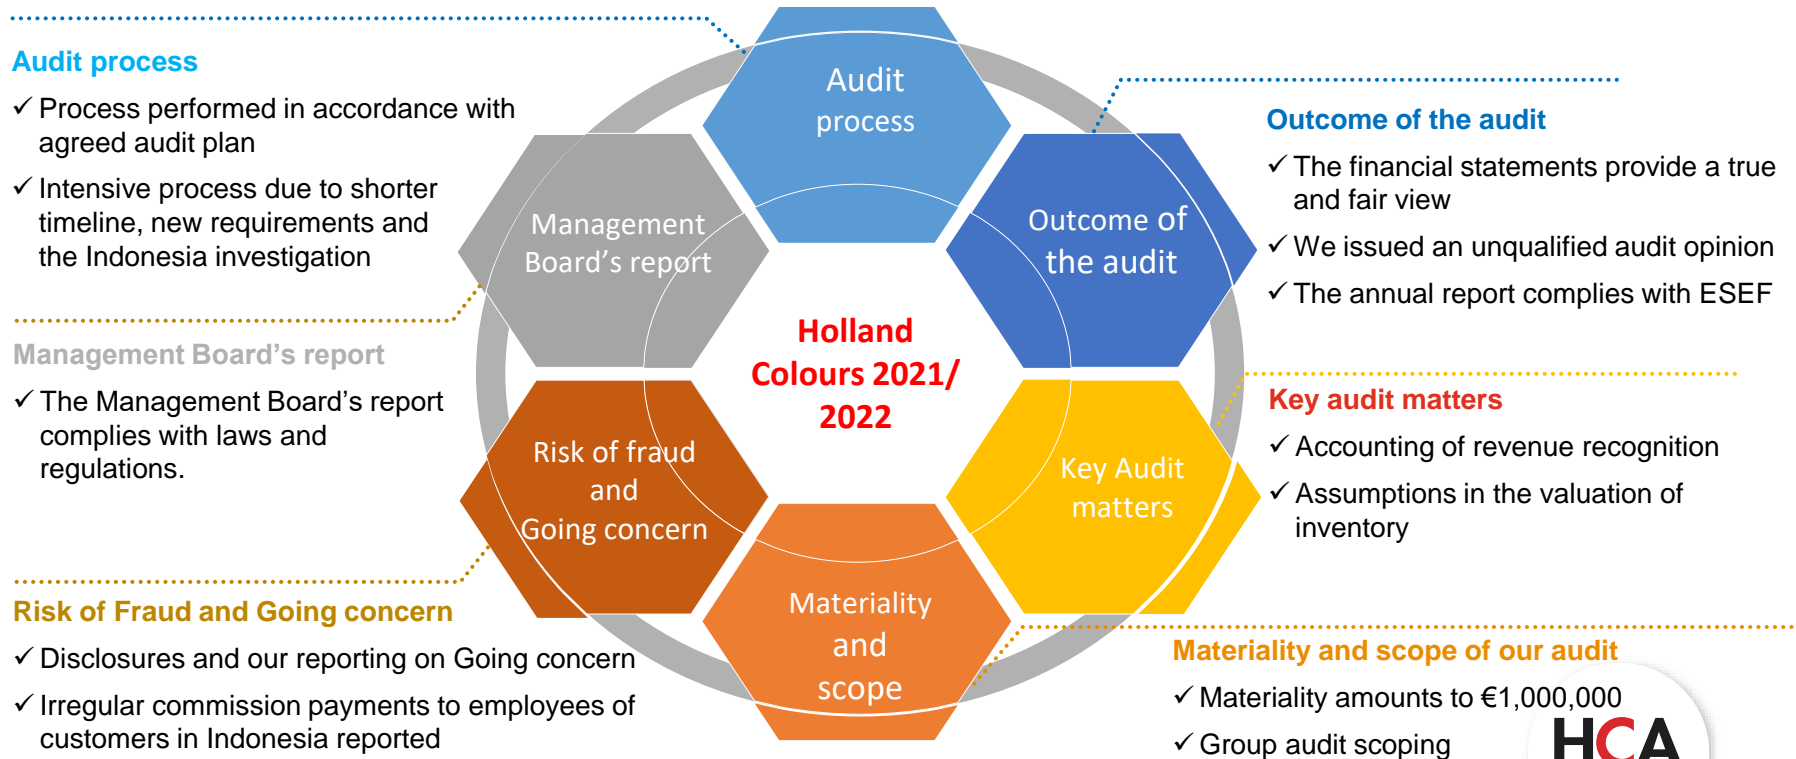 Audit process
✓ Process performed in accordance with
agreed audit plan
✓ Intensive process due to shorter
timeline, new requirements and
the Indonesia investigation
Management Board's report
✓ The Management Board's report
complies with laws and
regulations.
Risk of Fraud and Going concern
✓ Disclosures and our reporting on Going concern
✓ Irregular commission payments to employees of
customers in Indonesia reported
Audit
process
Management
Board's report
Outcome of
the audit
Holland
Colours 2021/
2022
Risk of fraud
and
Going concern
Key Audit
matters
Materiality
and
scope
Outcome of the audit
✓ The financial statements provide a true
and fair view
✓ We issued an unqualified audit opinion
✓ The annual report complies with ESEF
Key audit matters
✓ Accounting of revenue recognition
✓ Assumptions in the valuation of
inventory
Materiality and scope of our audit
✓ Materiality amounts to €1,000,000
✓ Group audit scoping
HCA